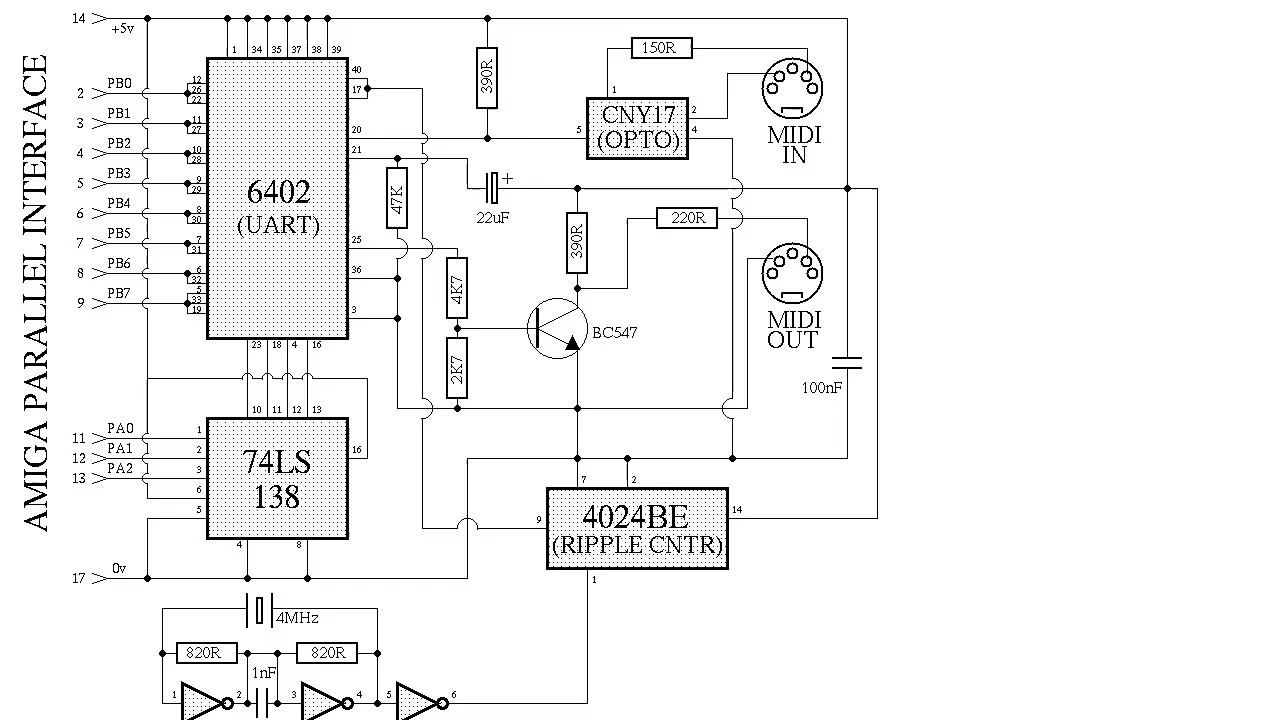 AMIGA PARALLEL INTERFACE
14 +5v
1 34 35 37 38 39
2 PB0
3 PB1
4 PB2
5 PB3
6 PB4
7 PB5
8 PB6
9 PB7
12
26
22
11
27
10
28
9
29
8
30
7
31
6
32
5
33
19
6402
(UART)
40
17
20
21
25
36
3
23 18 4 16
390R
47K
22uF
+
4K7
2K7
390R
BC547
150R
1
CNY17
(OPTO)
5
2
4
MIDI
IN
220R
MIDI
OUT
100nF
10 11 12 13
11 PA0
12 PA1
13 PA2
1
2
3
6
5
74LS
138
16
4 8
17 0v
7 2
9
4024BE
(RIPPLE CNTR)
14
1
4MHz
820R
820R
1nF
1 2 3 4 5 6